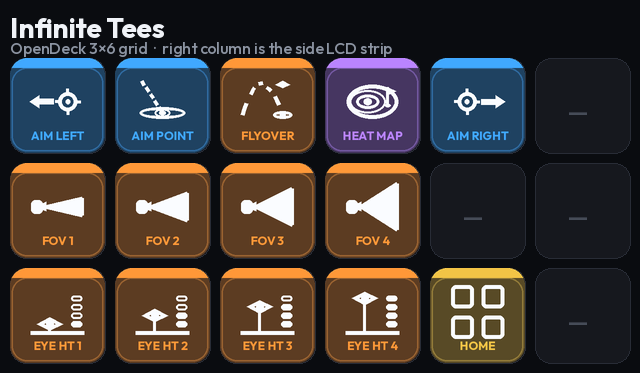 Infinite Tees
OpenDeck 3×6 grid · right column is the side LCD strip
AIM LEFT
AIM POINT
FLYOVER
HEAT MAP
AIM RIGHT
—
FOV 1
FOV 2
FOV 3
FOV 4
—
—
EYE HT 1
EYE HT 2
EYE HT 3
EYE HT 4
HOME
—